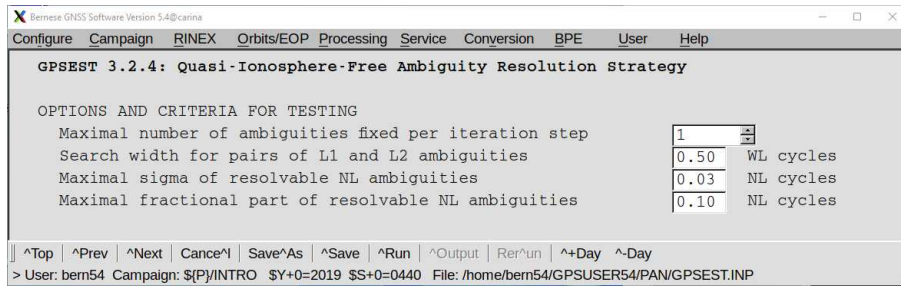 Bernese GNSS Software Version 5.4@carina
Configure Campaign RINEX Orbits/EOP Processing Service Conversion BPE User Help
GPSEST 3.2.4: Quasi-Ionosphere-Free Ambiguity Resolution Strategy
OPTIONS AND CRITERIA FOR TESTING
Maximal number of ambiguities fixed per iteration step 1
Search width for pairs of L1 and L2 ambiguities 0.50 WL cycles
Maximal sigma of resolvable NL ambiguities 0.03 NL cycles
Maximal fractional part of resolvable NL ambiguities 0.10 NL cycles
^Top | ^Prev | ^Next | Cance^l | Save^As | ^Save | ^Run | ^Output | Rer^un | ^+Day ^-Day
> User: bern54 Campaign: ${P}/INTRO $Y+0=2019 $S+0=0440 File: /home/bern54/GPSUSER54/PAN/GPSEST.INP